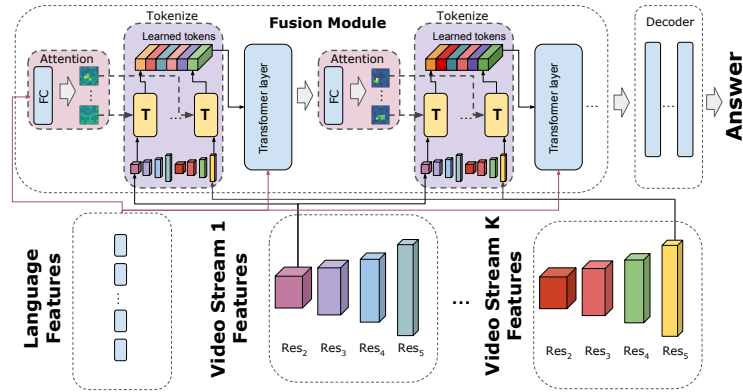 Fusion Module
Tokenize
Learned tokens
Attention
FC
T
...
T
Transformer layer
Tokenize
Learned tokens
Attention
FC
T
...
T
Transformer layer
...
Decoder
...
Answer
Language
Features
...
Video Stream 1
Features
Res2
Res3
Res4
Res5
...
Video Stream K
Features
Res2
Res3
Res4
Res5